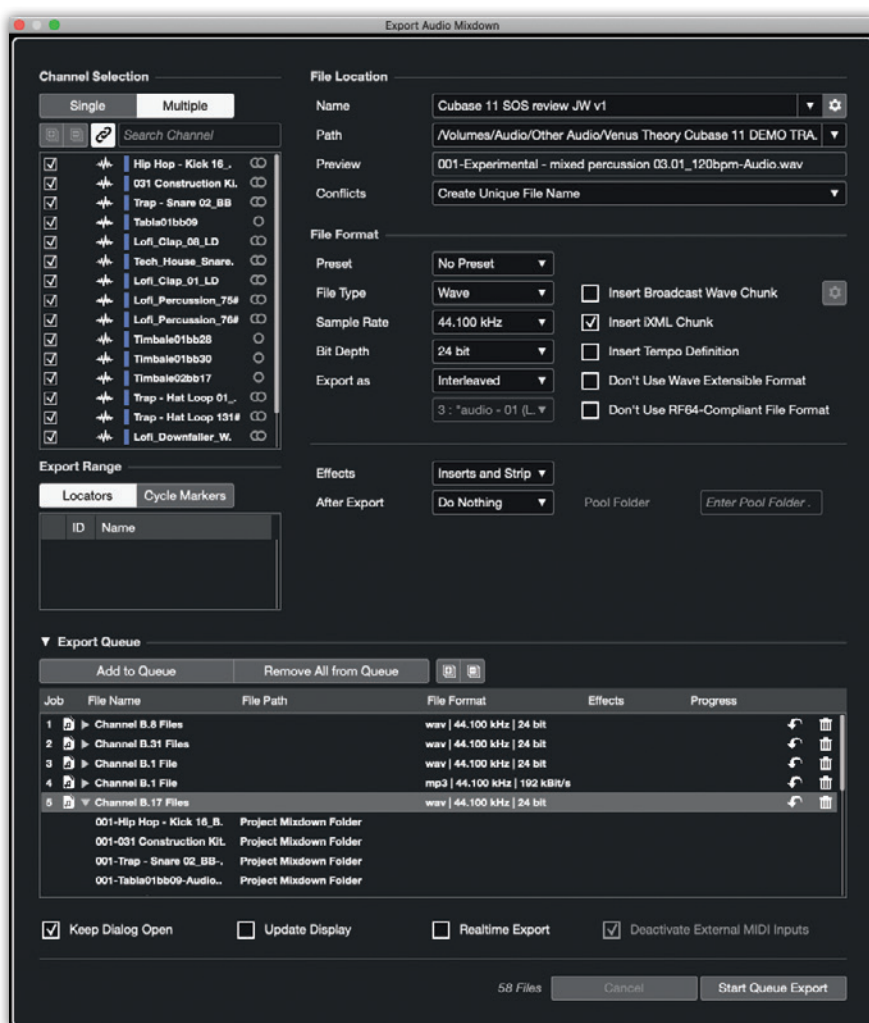 Export Audio Mixdown
Channel Selection
Single Multiple
Search Channel
Hip Hop - Kick 16_.
031 Construction Ki.
Trap - Snare 02_BB
Tabla01bb09
Lofi_Clap_08_LD
Tech_House_Snare.
Lofi_Clap_01_LD
Lofi_Percussion_75#
Lofi_Percussion_76#
Timbale01bb28
Timbale01bb30
Timbale02bb17
Trap - Hat Loop 01_.
Trap - Hat Loop 131#
Lofi_Downfaller_W.
Export Range
Locators Cycle Markers
ID Name
File Location
Name Cubase 11 SOS review JW v1
Path /Volumes/Audio/Other Audio/Venus Theory Cubase 11 DEMO TRA.
Preview 001-Experimental - mixed percussion 03.01_120bpm-Audio.wav
Conflicts Create Unique File Name
File Format
Preset No Preset
File Type Wave Insert Broadcast Wave Chunk
Sample Rate 44.100 kHz Insert iXML Chunk
Bit Depth 24 bit Insert Tempo Definition
Export as Interleaved Don't Use Wave Extensible Format
3 : "audio - 01 (L. Don't Use RF64-Compliant File Format
Effects Inserts and Strip
After Export Do Nothing Pool Folder Enter Pool Folder .
Export Queue
Add to Queue Remove All from Queue
Job File Name File Path File Format Effects Progress
1 Channel B.8 Files wav | 44.100 kHz | 24 bit
2 Channel B.31 Files wav | 44.100 kHz | 24 bit
3 Channel B.1 File wav | 44.100 kHz | 24 bit
4 Channel B.1 File mp3 | 44.100 kHz | 192 kBit/s
5 Channel B.17 Files wav | 44.100 kHz | 24 bit
001-Hip Hop - Kick 16_B. Project Mixdown Folder
001-031 Construction Kit. Project Mixdown Folder
001-Trap - Snare 02_BB-. Project Mixdown Folder
001-Tabla01bb09-Audio.. Project Mixdown Folder
Keep Dialog Open Update Display Realtime Export Deactivate External MIDI Inputs
58 Files Cancel Start Queue Export